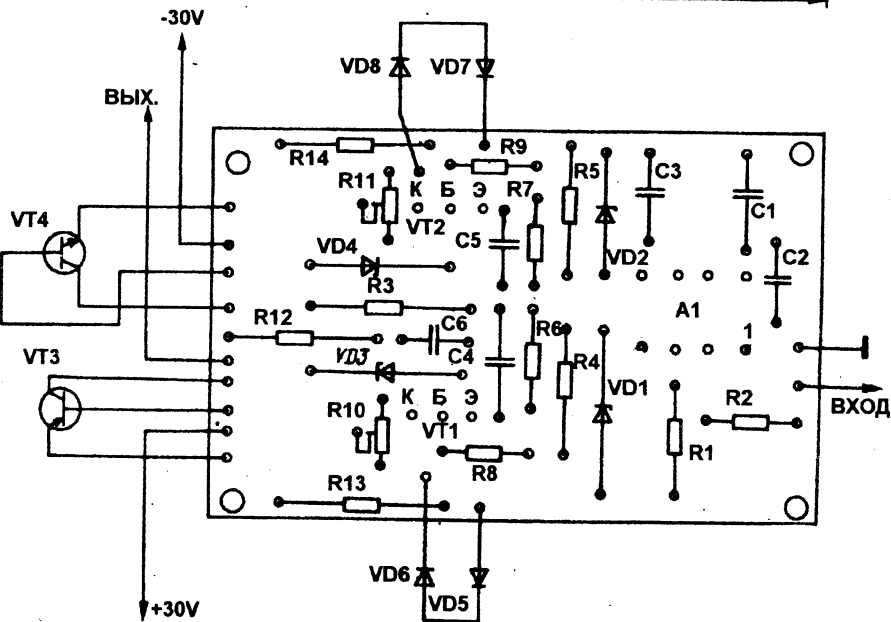 -30V
VD8 VD7
ВЫХ.
R14
R9
R11
К Б Э
R7
R5
C3
C1
VT4
VT2
VD4
C5
VD2
C2
R3
A1
R12
C6
R6
1
VT3
VD3
C4
R4
VD1
К Б Э
R10
VT1
R2
ВХОД
R8
R1
R13
VD6
VD5
+30V